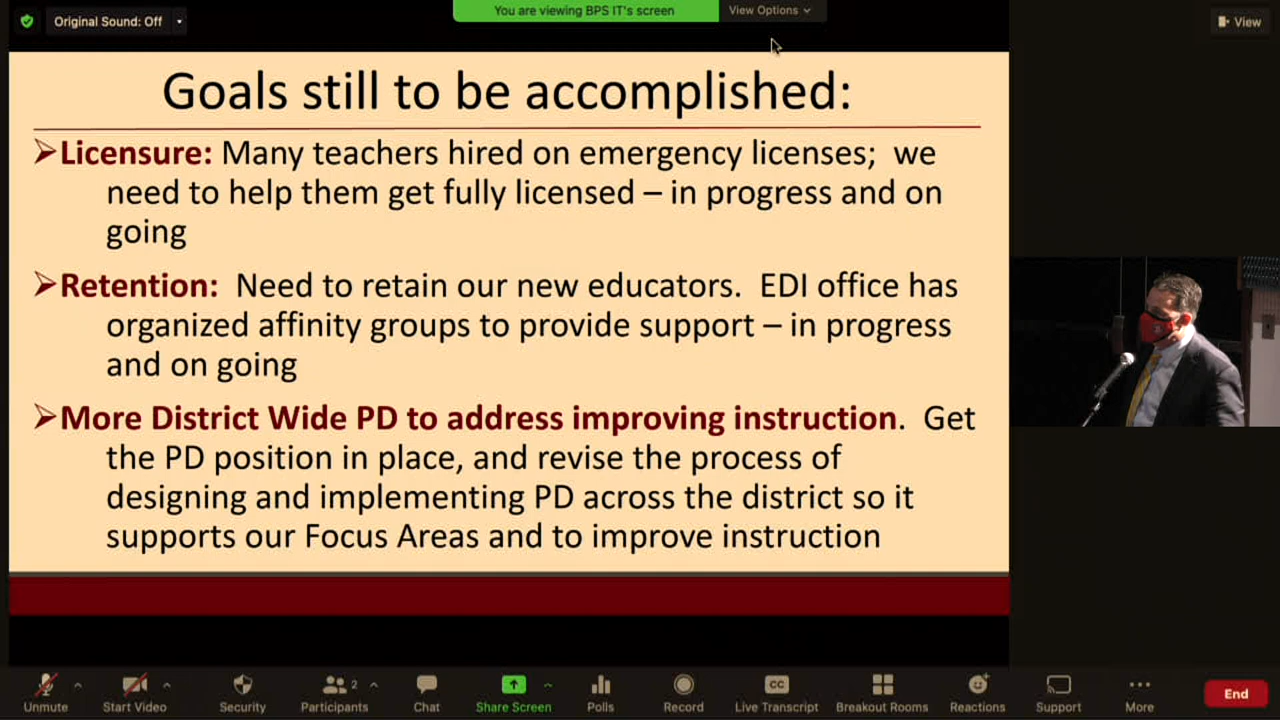 Original Sound: Off
You are viewing BPS IT's screen
View Options
View
Goals still to be accomplished:
➢Licensure: Many teachers hired on emergency licenses;  we
need to help them get fully licensed – in progress and on
going
➢Retention:  Need to retain our new educators.  EDI office has
organized affinity groups to provide support – in progress
and on going
➢More District Wide PD to address improving instruction.  Get
the PD position in place, and revise the process of
designing and implementing PD across the district so it
supports our Focus Areas and to improve instruction
Unmute
Start Video
Security
Participants
2
Chat
Share Screen
Polls
Record
CC
Live Transcript
Breakout Rooms
Reactions
Support
More
End